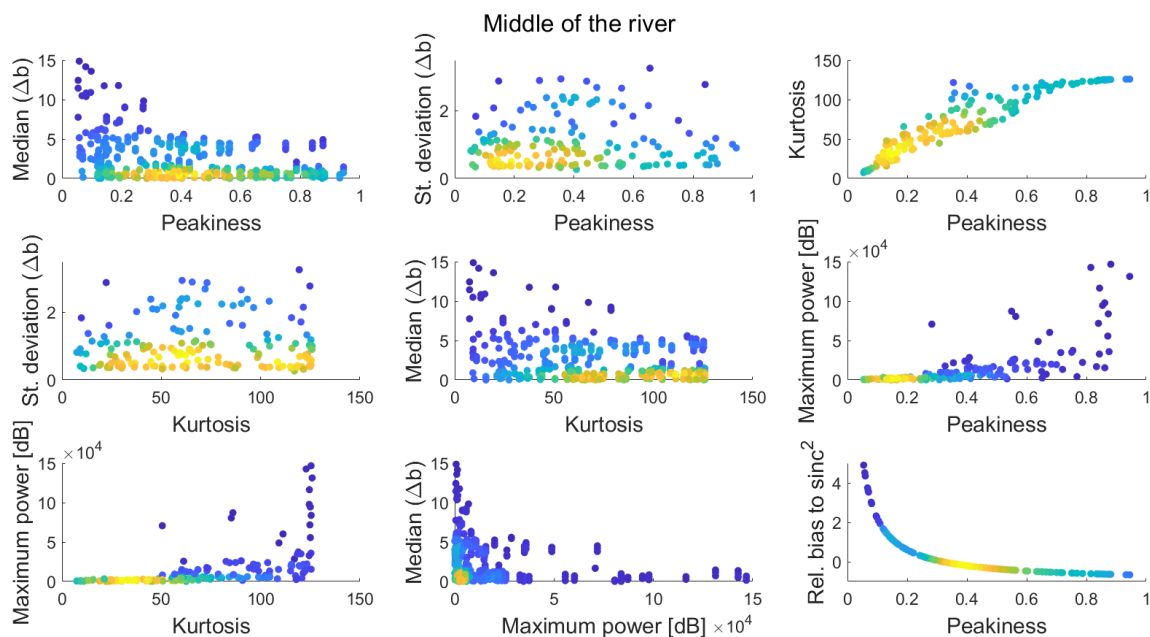 Middle of the river
Median (Δb)
15
10
5
0
0 0.2 0.4 0.6 0.8 1
Peakiness
St. deviation (Δb)
2
0
0 0.2 0.4 0.6 0.8 1
Peakiness
Kurtosis
150
100
50
0
0 0.2 0.4 0.6 0.8 1
Peakiness
St. deviation (Δb)
2
0
0 50 100 150
Kurtosis
Median (Δb)
15
10
5
0
0 50 100 150
Kurtosis
Maximum power [dB]
×10⁴
15
10
5
0
0 0.2 0.4 0.6 0.8 1
Peakiness
Maximum power [dB]
×10⁴
15
10
5
0
0 50 100 150
Kurtosis
Median (Δb)
15
10
5
0
0 5 10 15
Maximum power [dB] ×10⁴
Rel. bias to sinc²
4
2
0
0 0.2 0.4 0.6 0.8 1
Peakiness